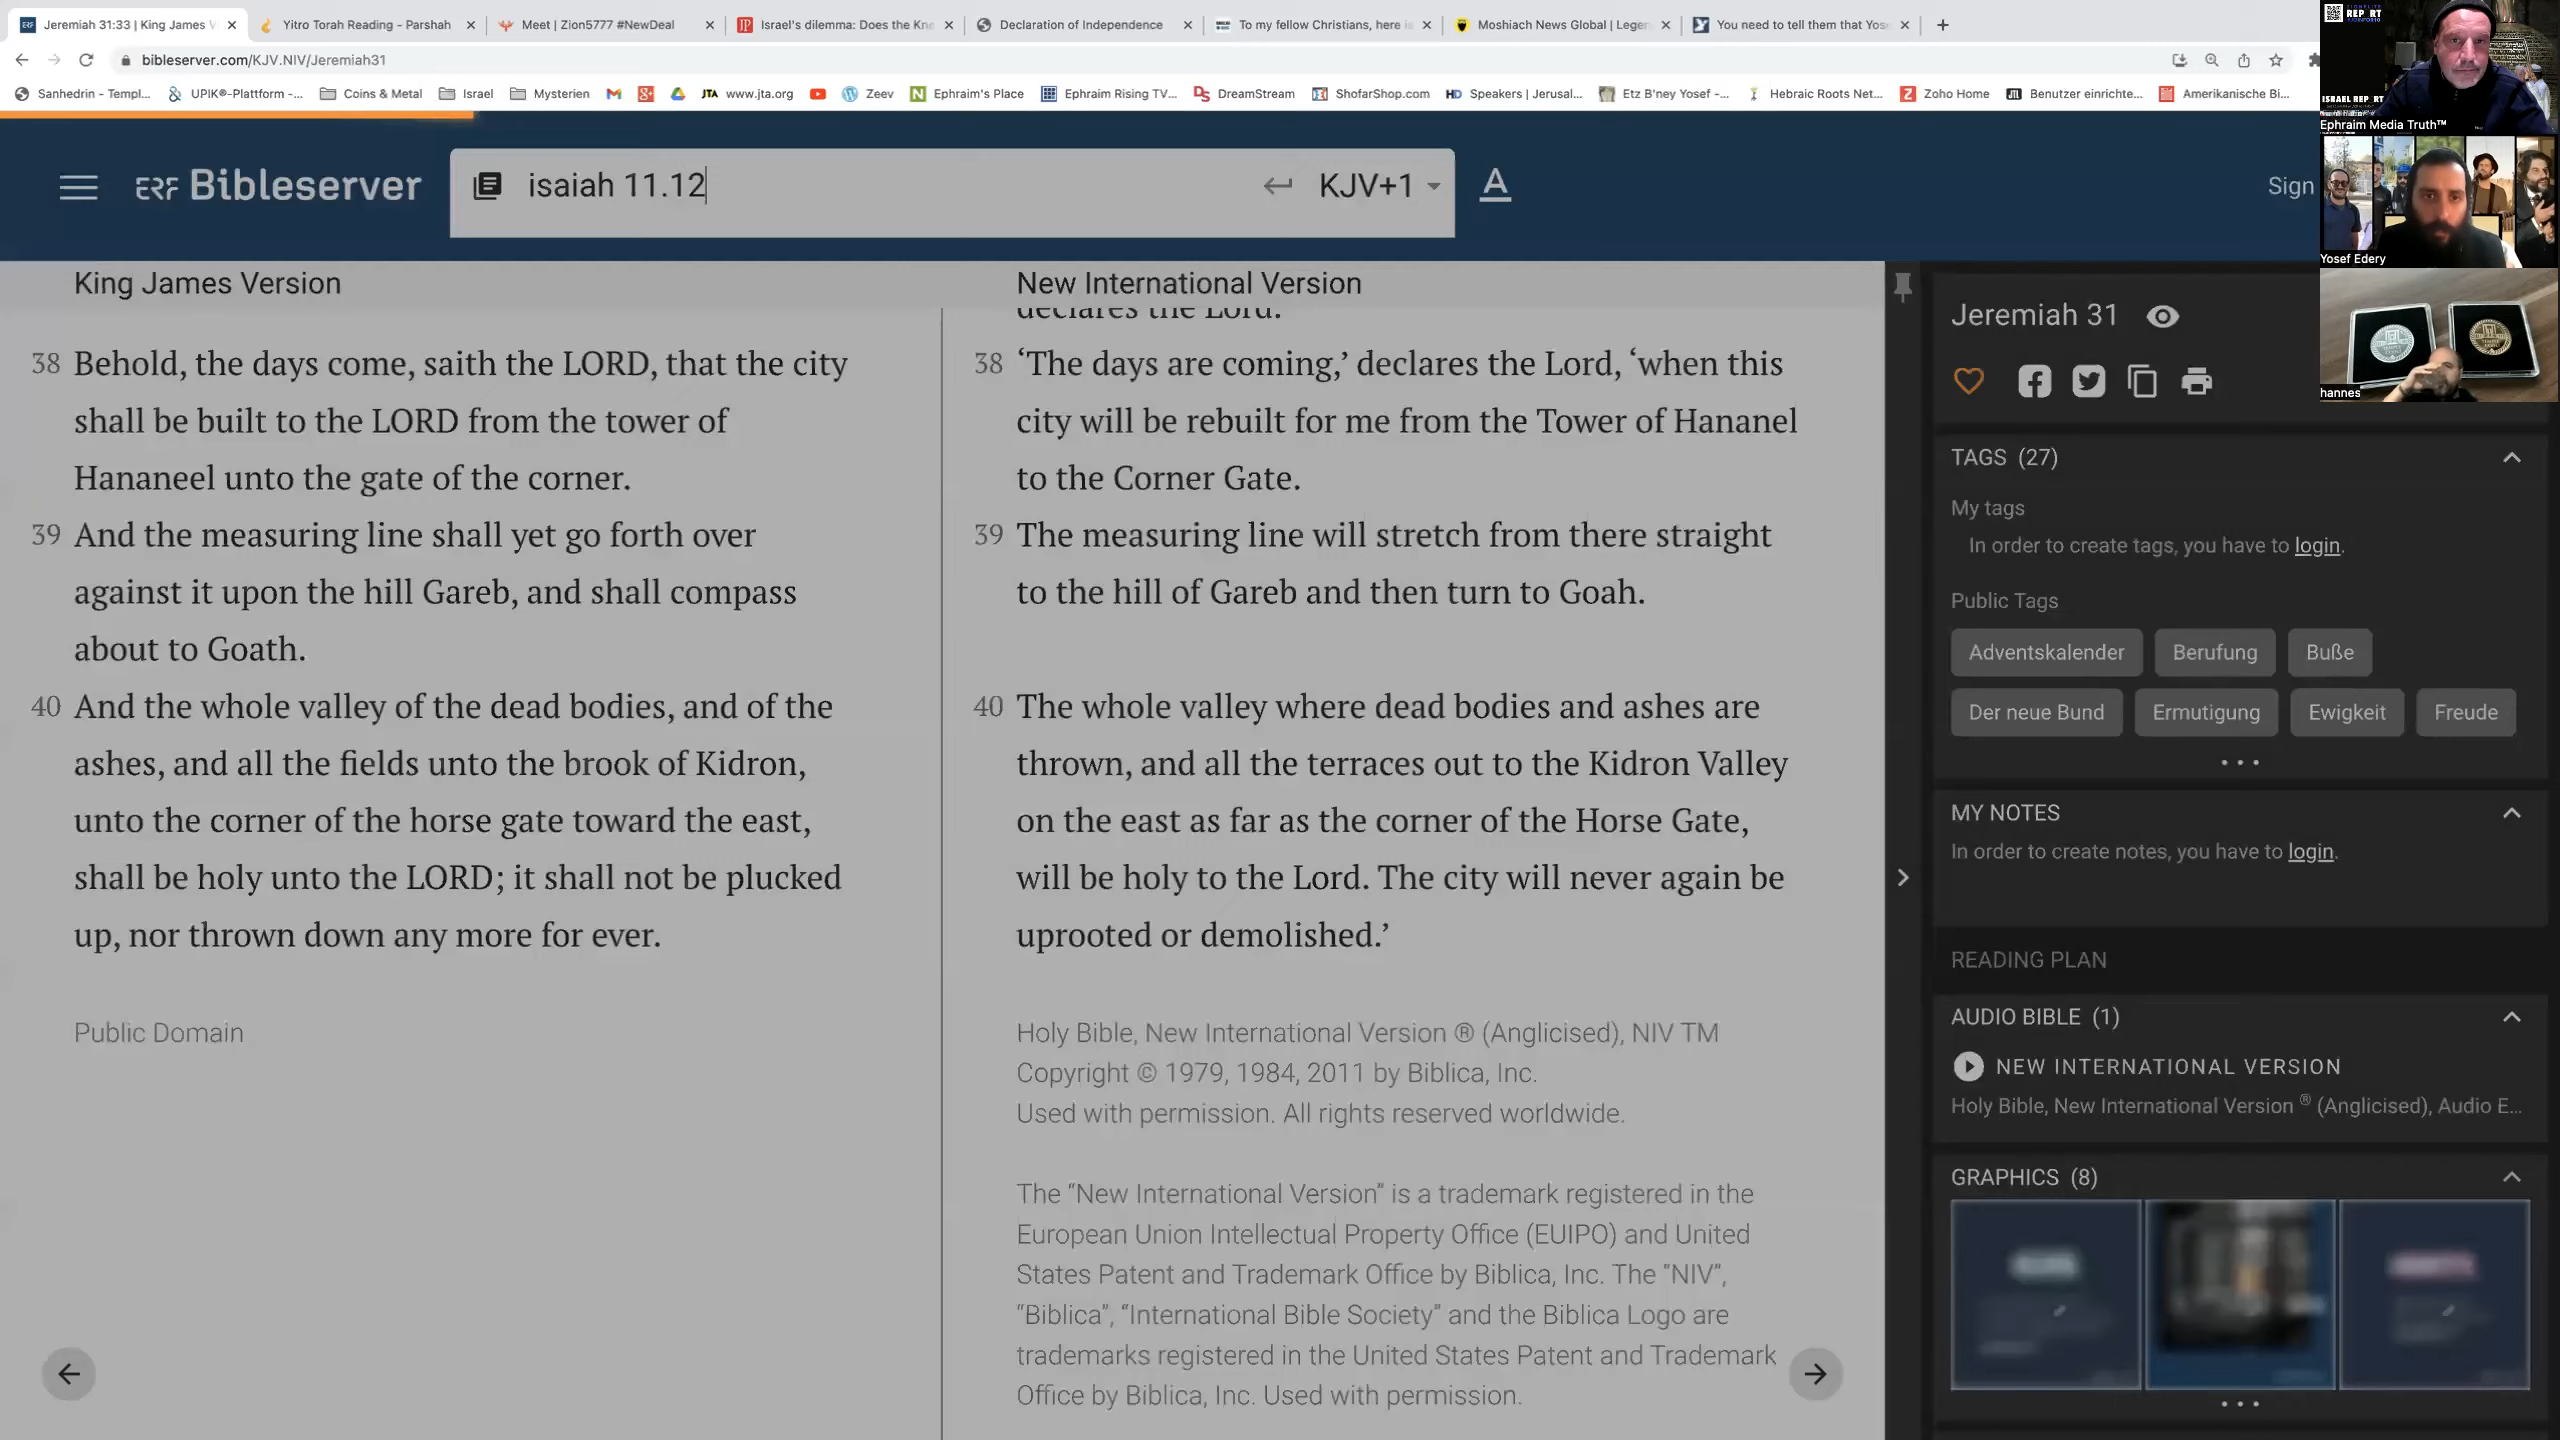 Jeremiah 31:33 | King James V
Yitro Torah Reading - Parshah
Meet | Zion5777 #NewDeal
Israel's dilemma: Does the Kne
Declaration of Independence
To my fellow Christians, here is
Moshiach News Global | Legen
You need to tell them that Yose
bibleserver.com/KJV.NIV/Jeremiah31
Sanhedrin - Templ...
UPIK®-Plattform -...
Coins & Metal
Israel
Mysterien
JTA www.jta.org
Zeev
Ephraim's Place
Ephraim Rising TV...
DreamStream
ShofarShop.com
HD Speakers | Jerusal...
Etz B'ney Yosef -...
Hebraic Roots Net...
Zoho Home
Benutzer einrichte...
Amerikanische Bi...
ERF Bibleserver
isaiah 11.12
KJV+1
A
Sign
King James Version
38 Behold, the days come, saith the LORD, that the city
shall be built to the LORD from the tower of
Hananeel unto the gate of the corner.
39 And the measuring line shall yet go forth over
against it upon the hill Gareb, and shall compass
about to Goath.
40 And the whole valley of the dead bodies, and of the
ashes, and all the fields unto the brook of Kidron,
unto the corner of the horse gate toward the east,
shall be holy unto the LORD; it shall not be plucked
up, nor thrown down any more for ever.
Public Domain
New International Version
declares the Lord.
38 ‘The days are coming,’ declares the Lord, ‘when this
city will be rebuilt for me from the Tower of Hananel
to the Corner Gate.
39 The measuring line will stretch from there straight
to the hill of Gareb and then turn to Goah.
40 The whole valley where dead bodies and ashes are
thrown, and all the terraces out to the Kidron Valley
on the east as far as the corner of the Horse Gate,
will be holy to the Lord. The city will never again be
uprooted or demolished.’
Holy Bible, New International Version ® (Anglicised), NIV TM
Copyright © 1979, 1984, 2011 by Biblica, Inc.
Used with permission. All rights reserved worldwide.
The “New International Version” is a trademark registered in the
European Union Intellectual Property Office (EUIPO) and United
States Patent and Trademark Office by Biblica, Inc. The “NIV”,
“Biblica”, “International Bible Society” and the Biblica Logo are
trademarks registered in the United States Patent and Trademark
Office by Biblica, Inc. Used with permission.
Jeremiah 31
TAGS (27)
My tags
In order to create tags, you have to login.
Public Tags
Adventskalender
Berufung
Buße
Der neue Bund
Ermutigung
Ewigkeit
Freude
MY NOTES
In order to create notes, you have to login.
READING PLAN
AUDIO BIBLE (1)
NEW INTERNATIONAL VERSION
Holy Bible, New International Version ® (Anglicised), Audio E...
GRAPHICS (8)
ISRAEL REP RT
Ephraim Media Truth™
Yosef Edery
hannes